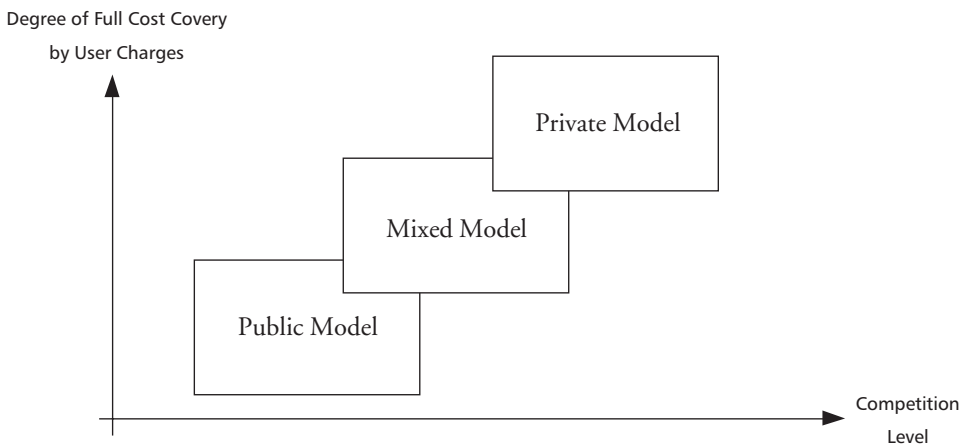 Degree of Full Cost Covery
by User Charges
Private Model
Mixed Model
Public Model
Competition
Level